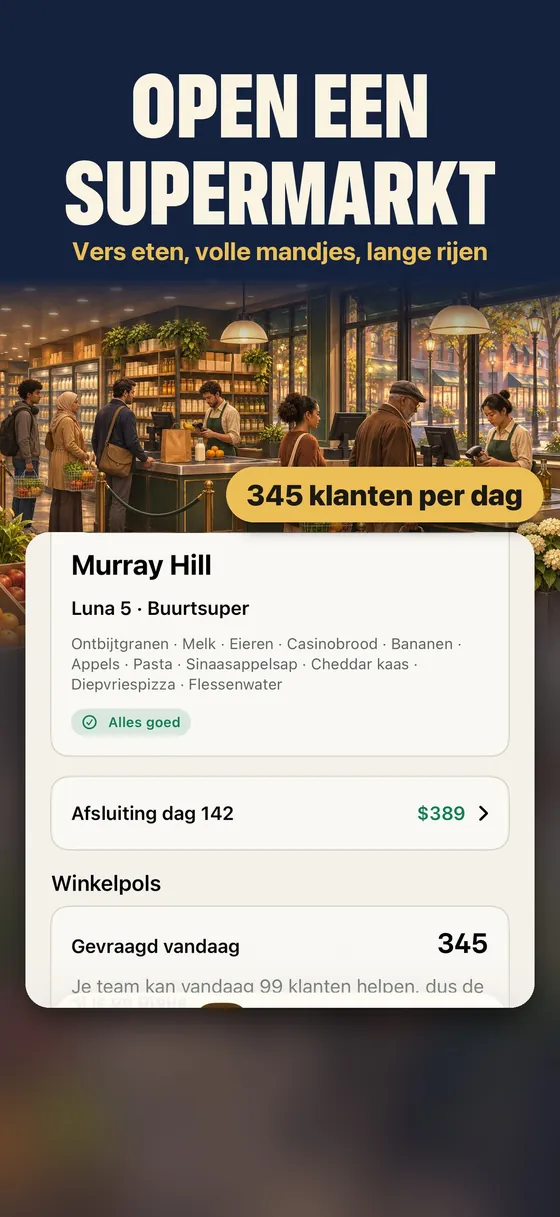 OPEN EEN
SUPERMARKT
Vers eten, volle mandjes, lange rijen
345 klanten per dag
Murray Hill
Luna 5 · Buurtsuper
Ontbijtgranen · Melk · Eieren · Casinobrood · Bananen ·
Appels · Pasta · Sinaasappelsap · Cheddar kaas ·
Diepvriespizza · Flessenwater
Alles goed
Afsluiting dag 142
$389
Winkelpols
Gevraagd vandaag
345
Je team kan vandaag 99 klanten helpen, dus de